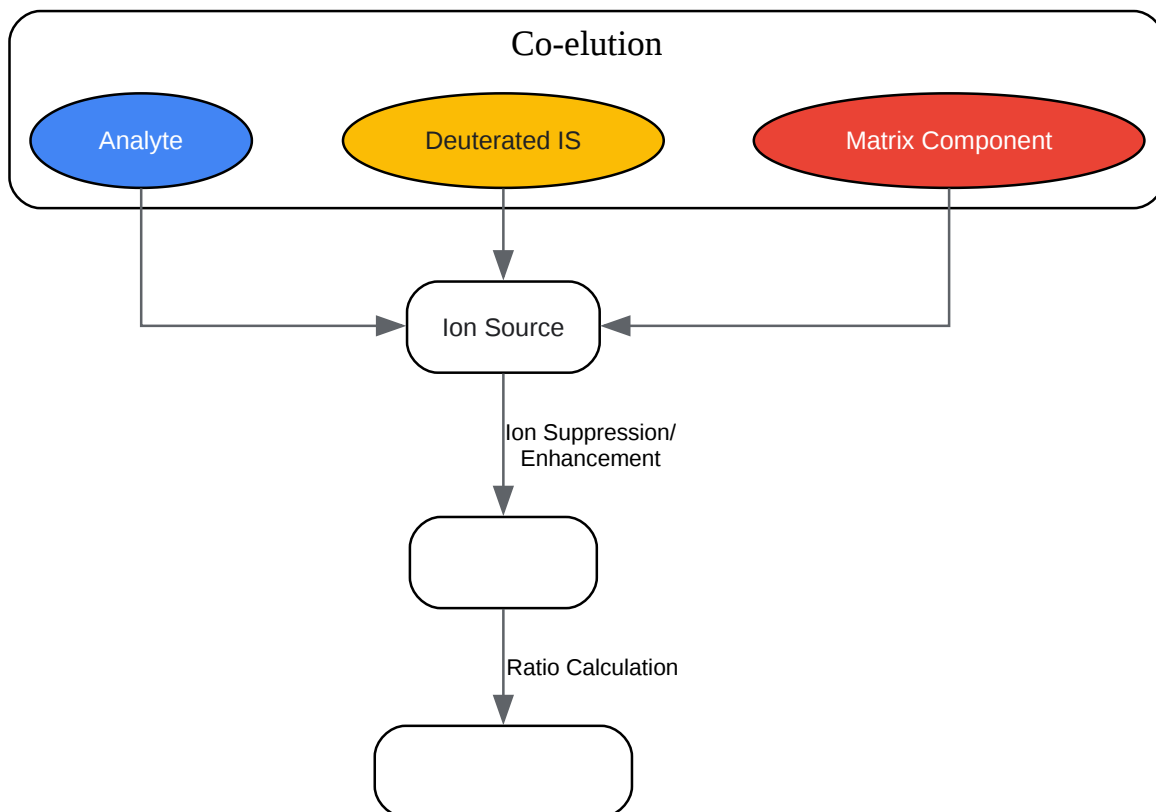 Co-elution
Analyte
Deuterated IS
Matrix Component
Ion Source
Ion Suppression/
Enhancement
Ratio Calculation